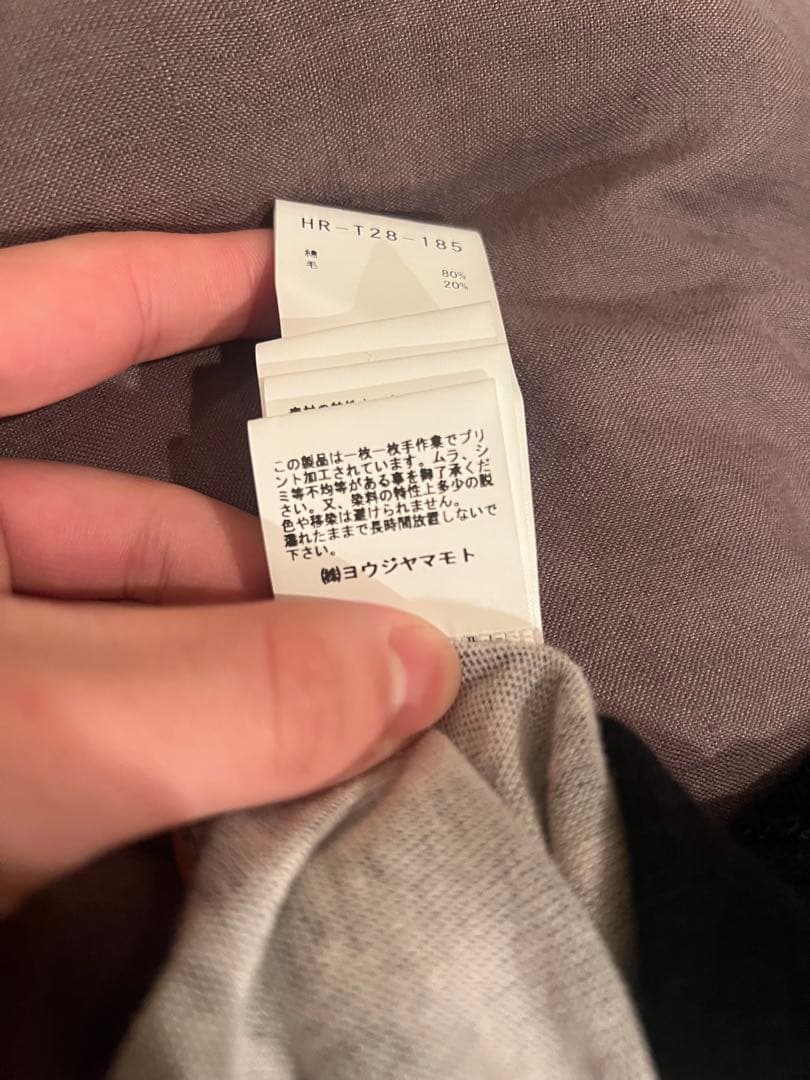 HR-T28-185
綿 80%
毛 20%
この製品は一枚一枚手作業でプリ
ント加工されています。ムラ、シ
ミ等不均等がある事を御了承くだ
さい。又、染料の特性上多少の脱
色や移染は避けられません。
濡れたままで長時間放置しないで
下さい。
㈱ヨウジヤマモト